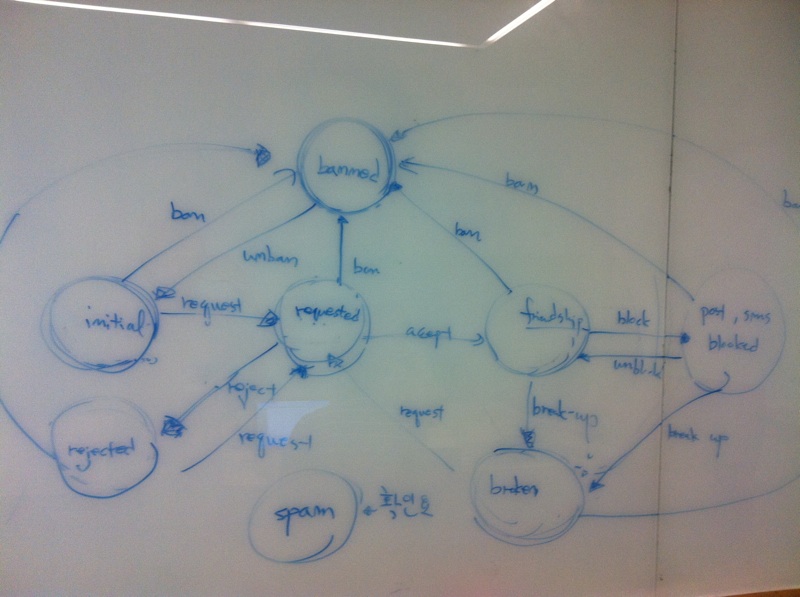 banned
ban
ban
unban
ban
ban
initial
request
requested
accept
friendship
block
unblock
post, sms
blocked
reject
request
request
break-up
break up
rejected
spam
확인용
broken